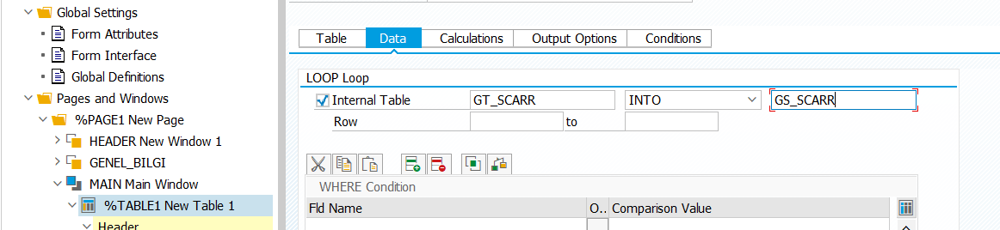 Global Settings
Form Attributes
Form Interface
Global Definitions
Pages and Windows
%PAGE1 New Page
HEADER New Window 1
GENEL_BILGI
MAIN Main Window
%TABLE1 New Table 1
Header
Table Data Calculations Output Options Conditions
LOOP Loop
Internal Table GT_SCARR INTO GS_SCARR
Row to
WHERE Condition
Fld Name O.. Comparison Value